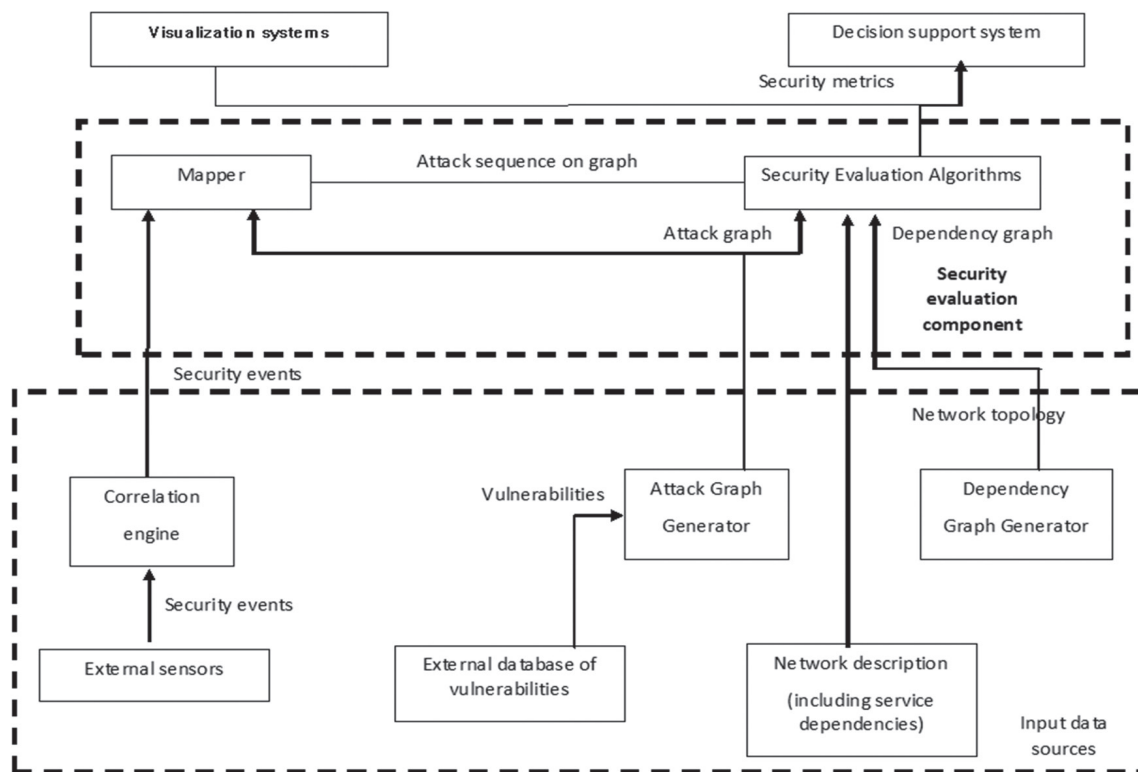 Visualization systems
Decision support system
Security metrics
Mapper
Attack sequence on graph
Security Evaluation Algorithms
Attack graph
Dependency graph
Security
evaluation
component
Security events
Network topology
Correlation
engine
Vulnerabilities
Attack Graph
Generator
Dependency
Graph Generator
Security events
External sensors
External database of
vulnerabilities
Network description
(including service
dependencies)
Input data
sources